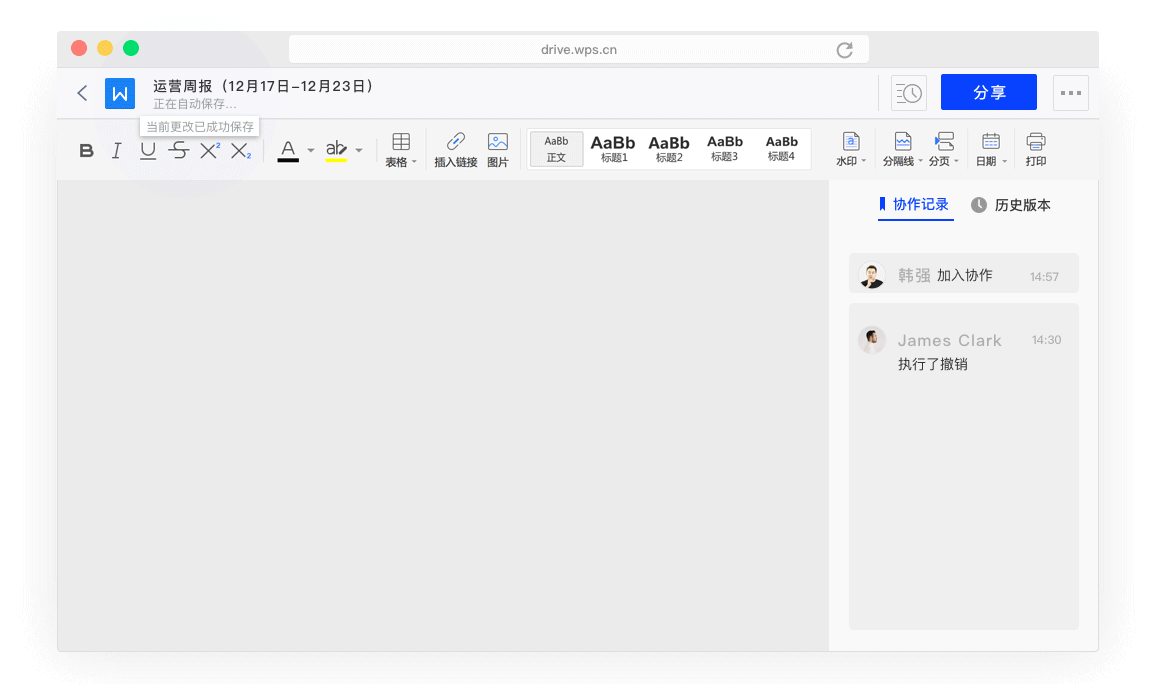 drive.wps.cn
运营周报（12月17日-12月23日）
正在自动保存...
分享
当前更改已成功保存
B I U S X² X₂ A ab
表格 插入链接 图片
AaBb AaBb AaBb AaBb AaBb
正文 标题1 标题2 标题3 标题4
水印 分隔线 分页 日期 打印
协作记录 历史版本
韩强 加入协作 14:57
James Clark 14:30
执行了撤销